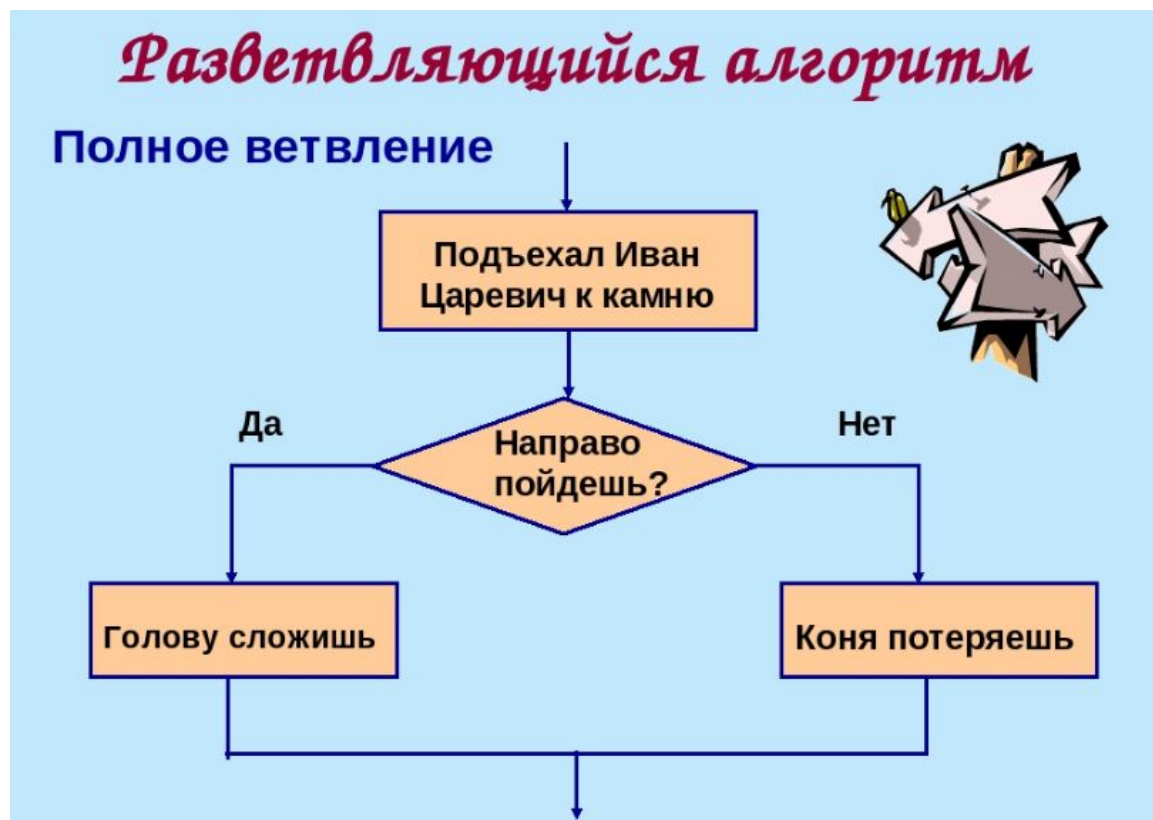 Разветвляющийся алгоритм
Полное ветвление
Подъехал Иван
Царевич к камню
Да
Нет
Направо
пойдешь?
Голову сложишь
Коня потеряешь